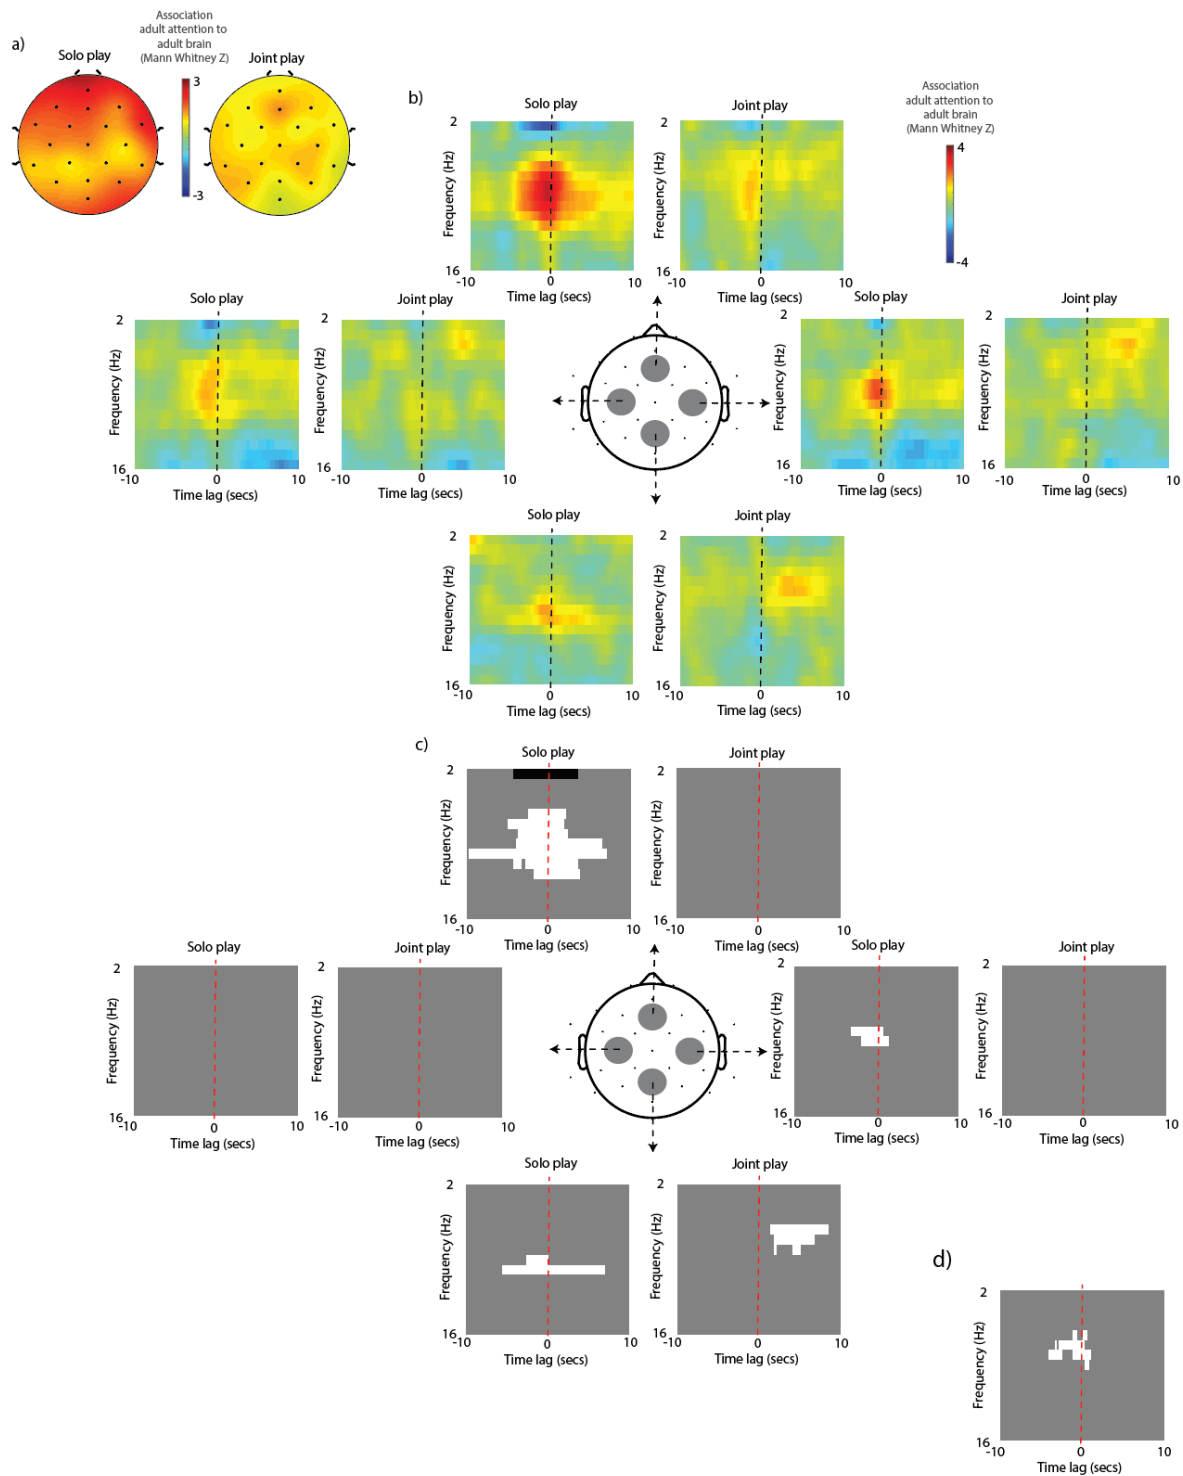 a)
Association
adult attention to
adult brain
(Mann Whitney Z)
Solo play
Joint play
3
-3
b)
Solo play
Joint play
Association
adult attention to
adult brain
(Mann Whitney Z)
4
-4
2
Frequency (Hz)
16
-10
0
10
Time lag (secs)
2
Frequency (Hz)
16
-10
0
10
Time lag (secs)
Solo play
Joint play
Solo play
Joint play
2
Frequency (Hz)
16
-10
0
10
Time lag (secs)
2
Frequency (Hz)
16
-10
0
10
Time lag (secs)
2
Frequency (Hz)
16
-10
0
10
Time lag (secs)
2
Frequency (Hz)
16
-10
0
10
Time lag (secs)
Solo play
Joint play
2
Frequency (Hz)
16
-10
0
10
Time lag (secs)
2
Frequency (Hz)
16
-10
0
10
Time lag (secs)
c)
Solo play
Joint play
2
Frequency (Hz)
16
-10
0
10
Time lag (secs)
2
Frequency (Hz)
16
-10
0
10
Time lag (secs)
Solo play
Joint play
Solo play
Joint play
2
Frequency (Hz)
16
-10
0
10
Time lag (secs)
2
Frequency (Hz)
16
-10
0
10
Time lag (secs)
2
Frequency (Hz)
16
-10
0
10
Time lag (secs)
2
Frequency (Hz)
16
-10
0
10
Time lag (secs)
Solo play
Joint play
2
Frequency (Hz)
16
-10
0
10
Time lag (secs)
2
Frequency (Hz)
16
-10
0
10
Time lag (secs)
d)
2
Frequency (Hz)
16
-10
0
10
Time lag (secs)